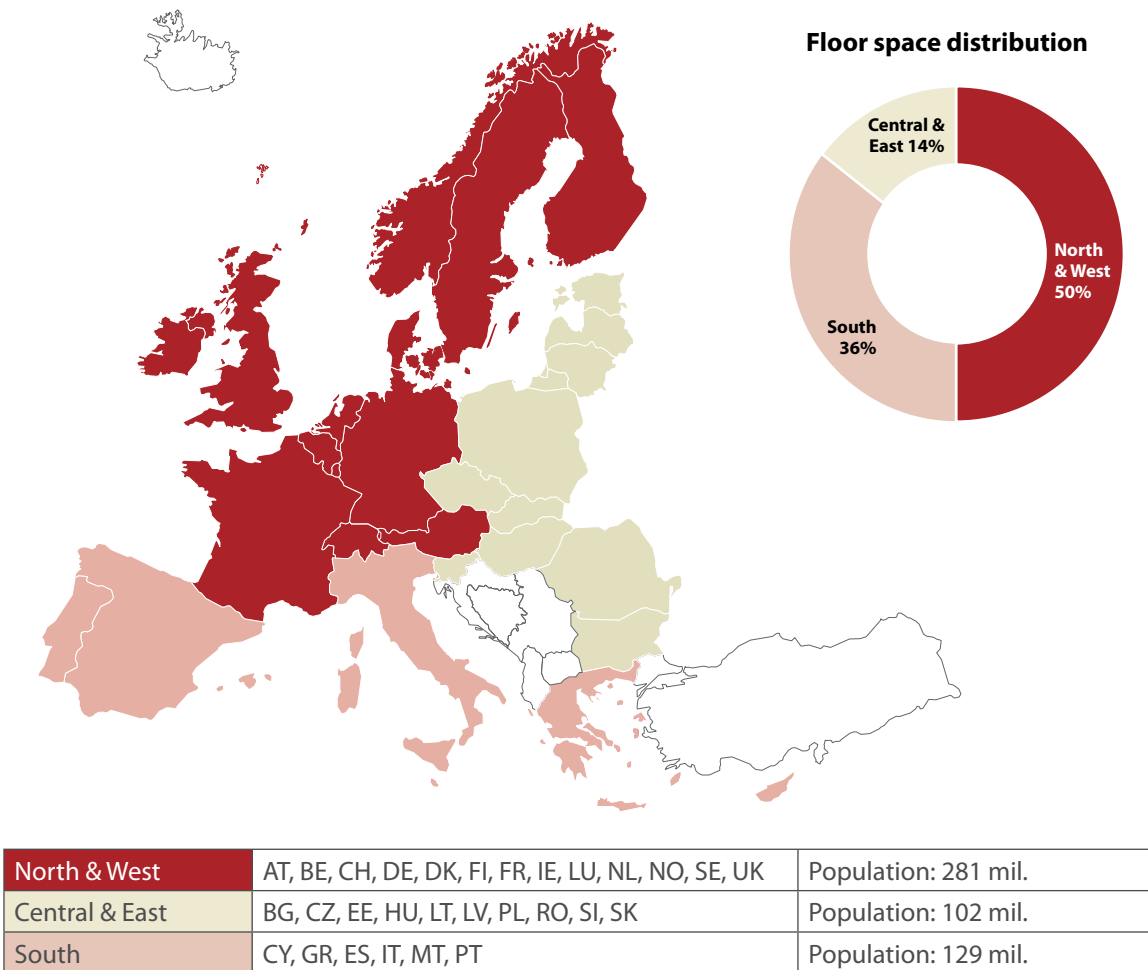 Floor space distribution
Central &
East 14%
North
& West
50%
South
36%
North & West AT, BE, CH, DE, DK, FI, FR, IE, LU, NL, NO, SE, UK Population: 281 mil.
Central & East BG, CZ, EE, HU, LT, LV, PL, RO, SI, SK Population: 102 mil.
South CY, GR, ES, IT, MT, PT Population: 129 mil.